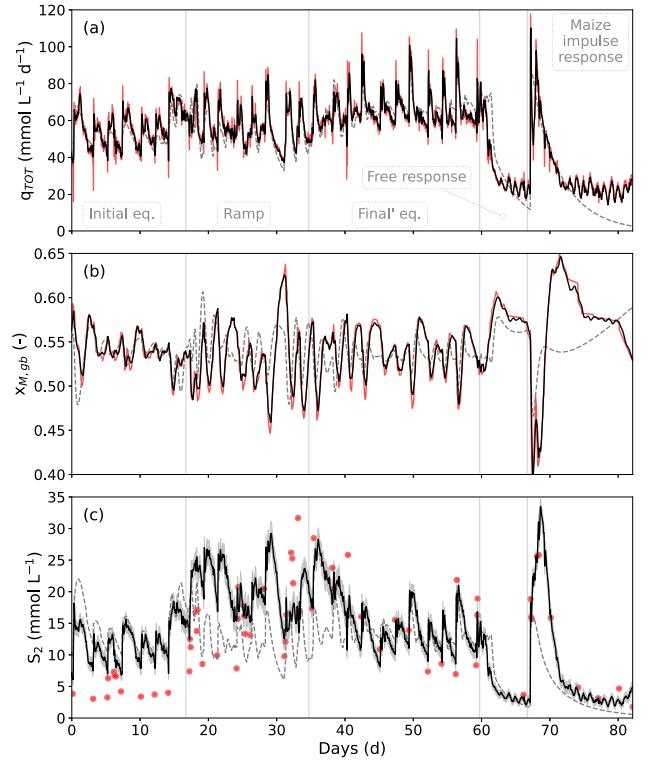 120
100
80
60
40
20
0
q_TOT (mmol L⁻¹ d⁻¹)
(a)
Maize
impulse
response
Free response
Initial eq.
Ramp
Final' eq.
0.65
0.60
0.55
0.50
0.45
0.40
x_M,gb (-)
(b)
35
30
25
20
15
10
5
0
S₂ (mmol L⁻¹)
(c)
0 10 20 30 40 50 60 70 80
Days (d)